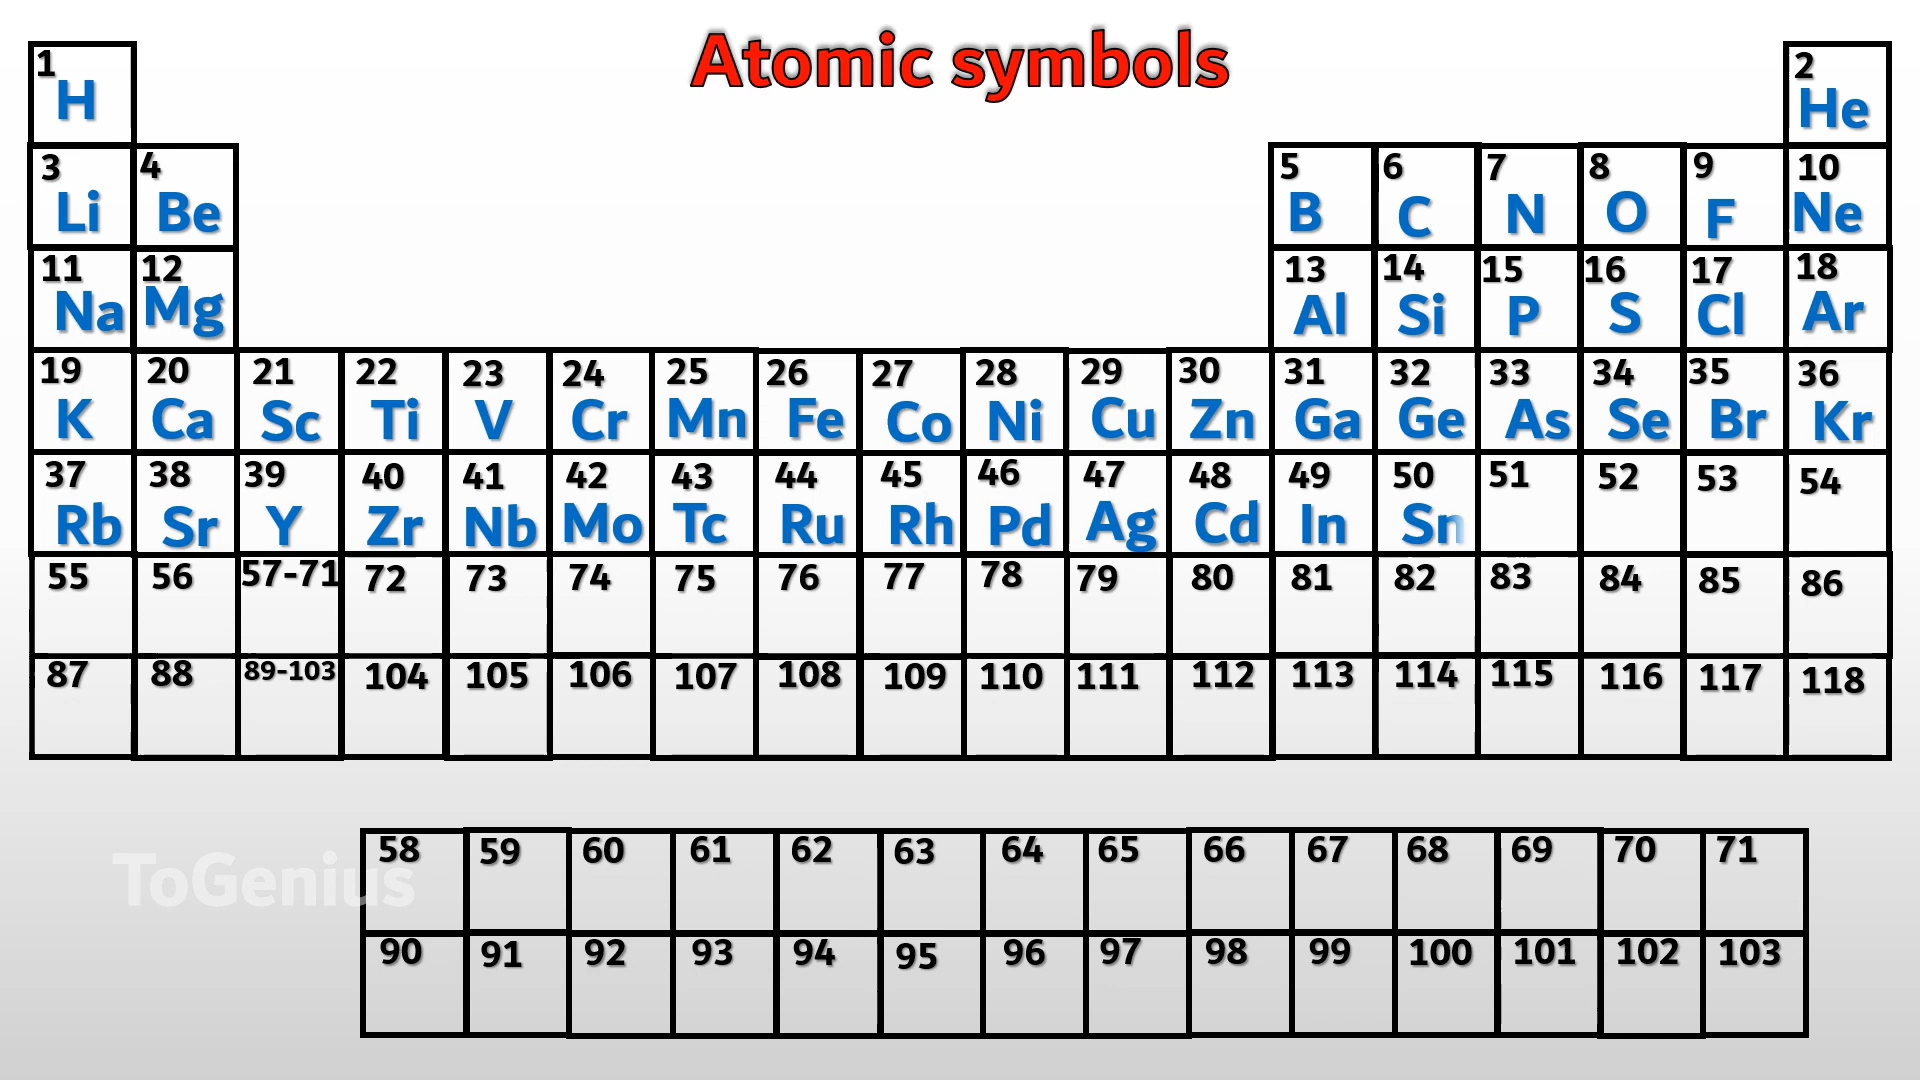 Atomic symbols
1 2
H He
3 4 5 6 7 8 9 10
Li Be B C N O F Ne
11 12 13 14 15 16 17 18
Na Mg Al Si P S Cl Ar
19 20 21 22 23 24 25 26 27 28 29 30 31 32 33 34 35 36
K Ca Sc Ti V Cr Mn Fe Co Ni Cu Zn Ga Ge As Se Br Kr
37 38 39 40 41 42 43 44 45 46 47 48 49 50 51 52 53 54
Rb Sr Y Zr Nb Mo Tc Ru Rh Pd Ag Cd In Sn
55 56 57-71 72 73 74 75 76 77 78 79 80 81 82 83 84 85 86
87 88 89-103 104 105 106 107 108 109 110 111 112 113 114 115 116 117 118
58 59 60 61 62 63 64 65 66 67 68 69 70 71
ToGenius
90 91 92 93 94 95 96 97 98 99 100 101 102 103